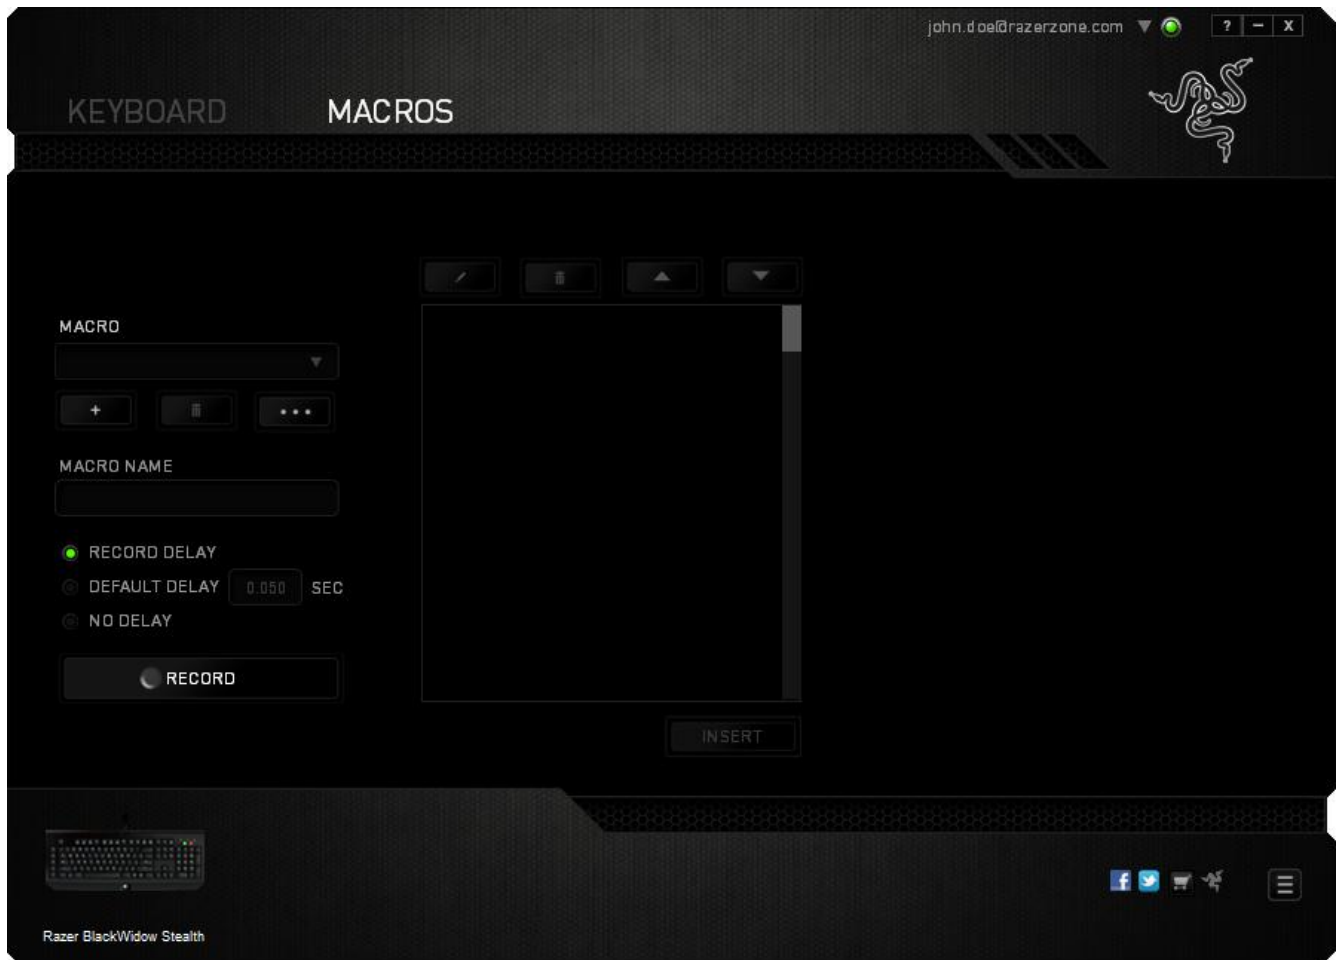 john.doe@razerzone.com
? – X
KEYBOARD MACROS
MACRO
+
MACRO NAME
RECORD DELAY
DEFAULT DELAY 0.050 SEC
NO DELAY
RECORD
INSERT
Razer BlackWidow Stealth